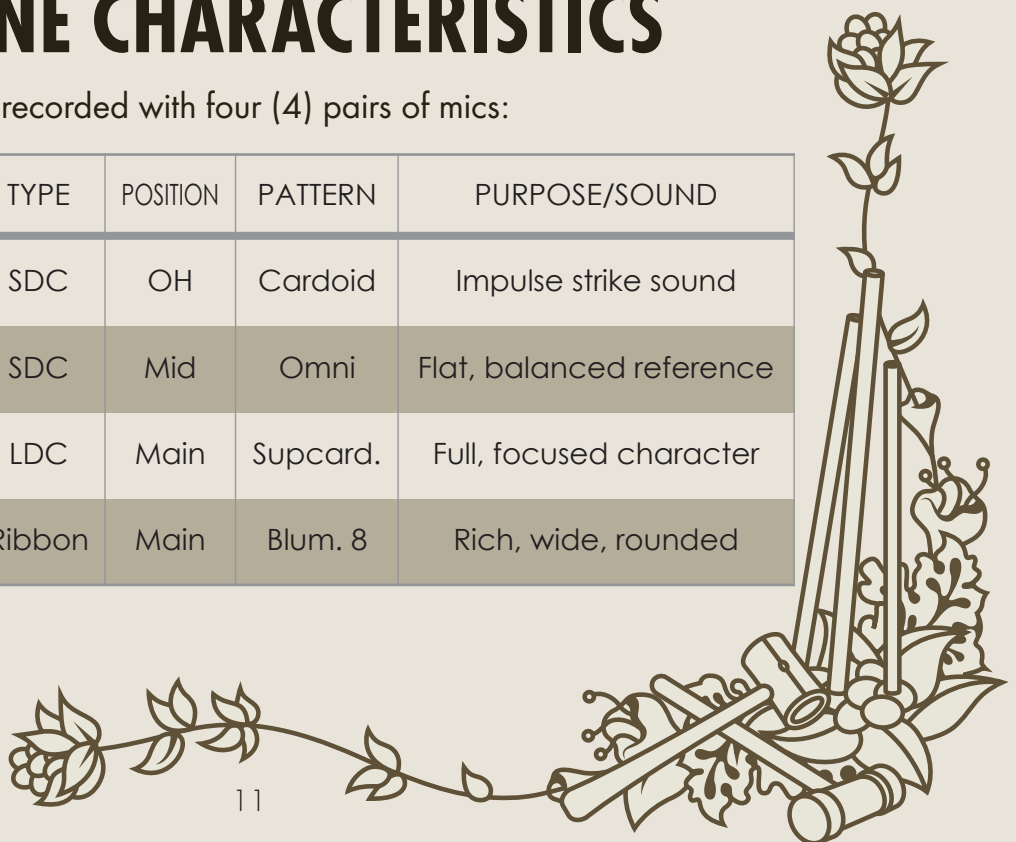 NE CHARACTERISTICS
recorded with four (4) pairs of mics:
TYPE POSITION PATTERN PURPOSE/SOUND
SDC OH Cardoid Impulse strike sound
SDC Mid Omni Flat, balanced reference
LDC Main Supcard. Full, focused character
Ribbon Main Blum. 8 Rich, wide, rounded
11